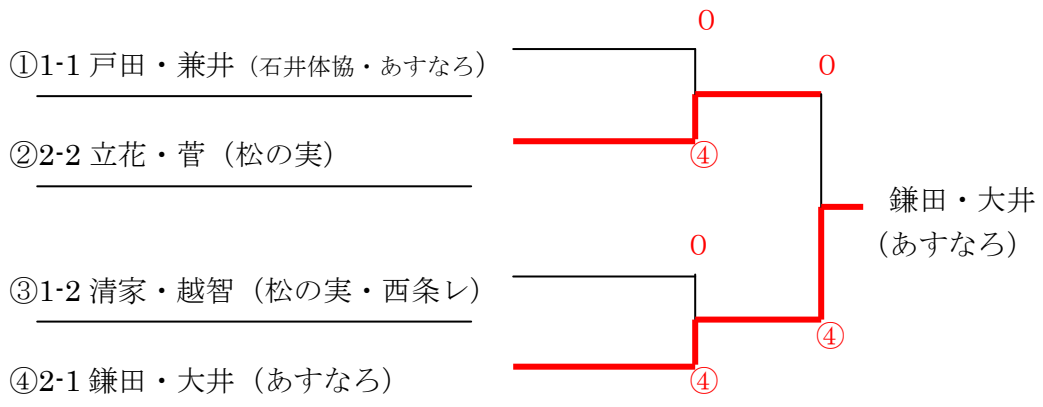 0
①1-1 戸田・兼井（石井体協・あすなろ）
0
②2-2 立花・菅（松の実）
④
鎌田・大井
（あすなろ）
0
③1-2 清家・越智（松の実・西条レ）
④
④2-1 鎌田・大井（あすなろ）
④